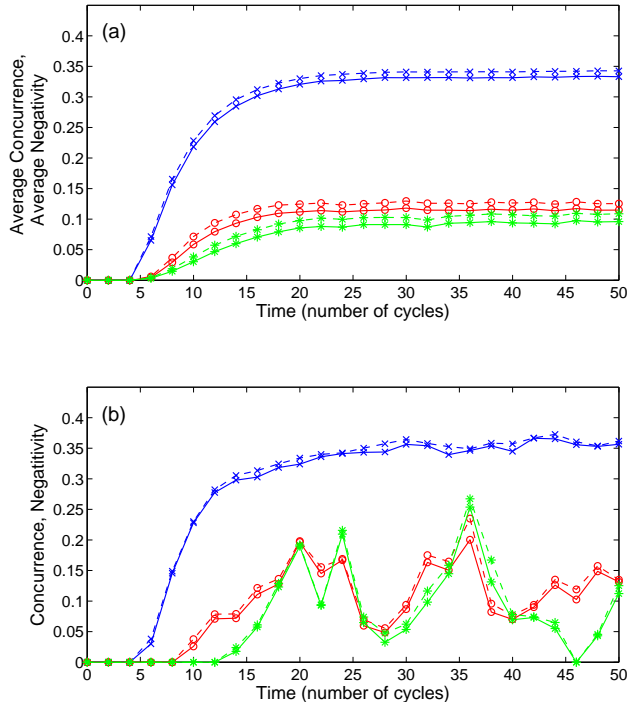 (a)
0.4
0.35
0.3
0.25
0.2
0.15
0.1
0.05
0
Average Concurrence,
Average Negativity
0 5 10 15 20 25 30 35 40 45 50
Time (number of cycles)
(b)
0.4
0.35
0.3
0.25
0.2
0.15
0.1
0.05
0
Concurrence, Negatitivity
0 5 10 15 20 25 30 35 40 45 50
Time (number of cycles)